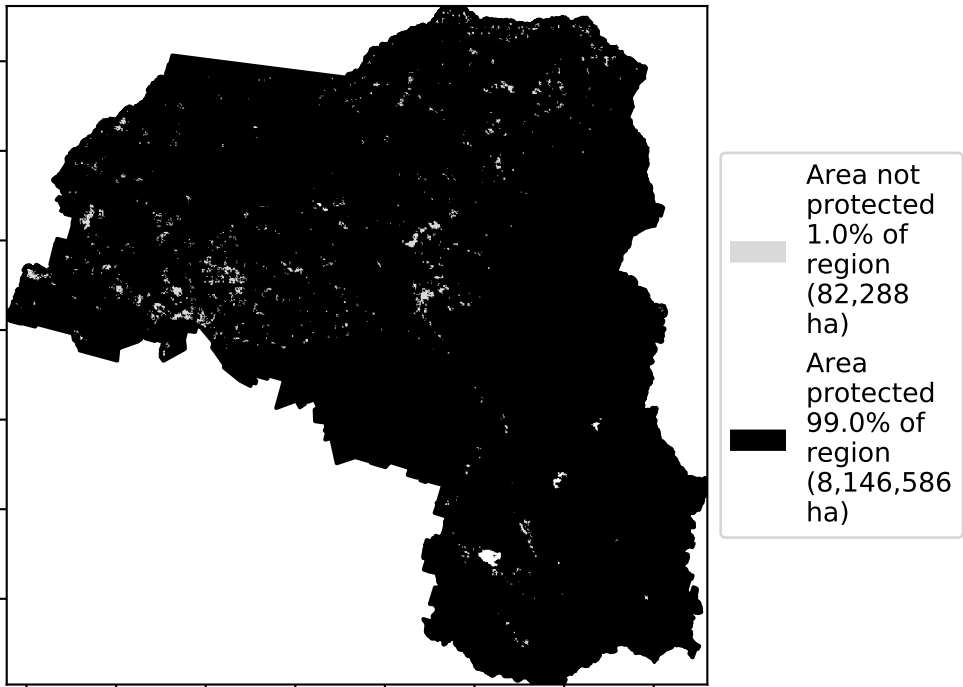 Area not
protected
1.0% of
region
(82,288
ha)
Area
protected
99.0% of
region
(8,146,586
ha)